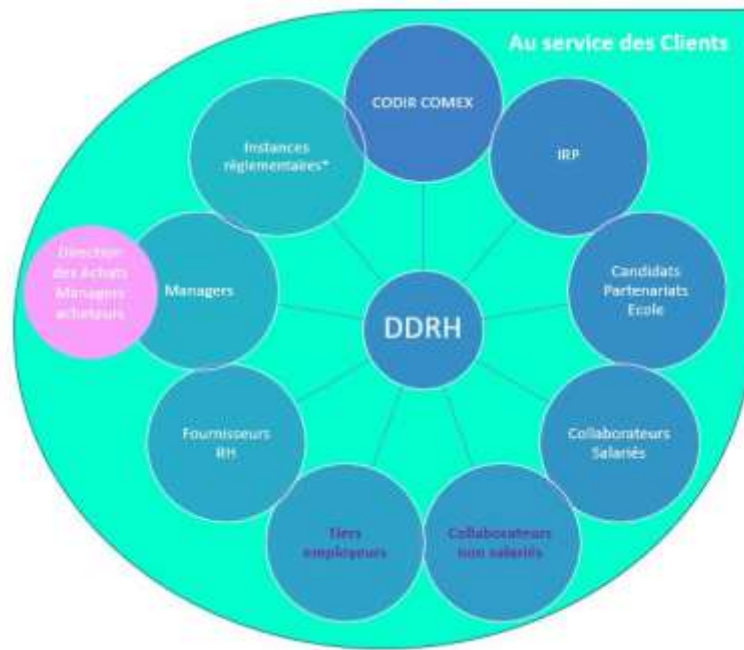 Au service des Clients
CODIR COMEX
IRP
Candidats
Partenariats
Ecole
Collaborateurs
Salariés
Collaborateurs
non salariés
Tiers
employeurs
Fournisseurs
RH
Managers
Direction
des Achats
Managers
acheteurs
Instances
règlementaires*
DDRH